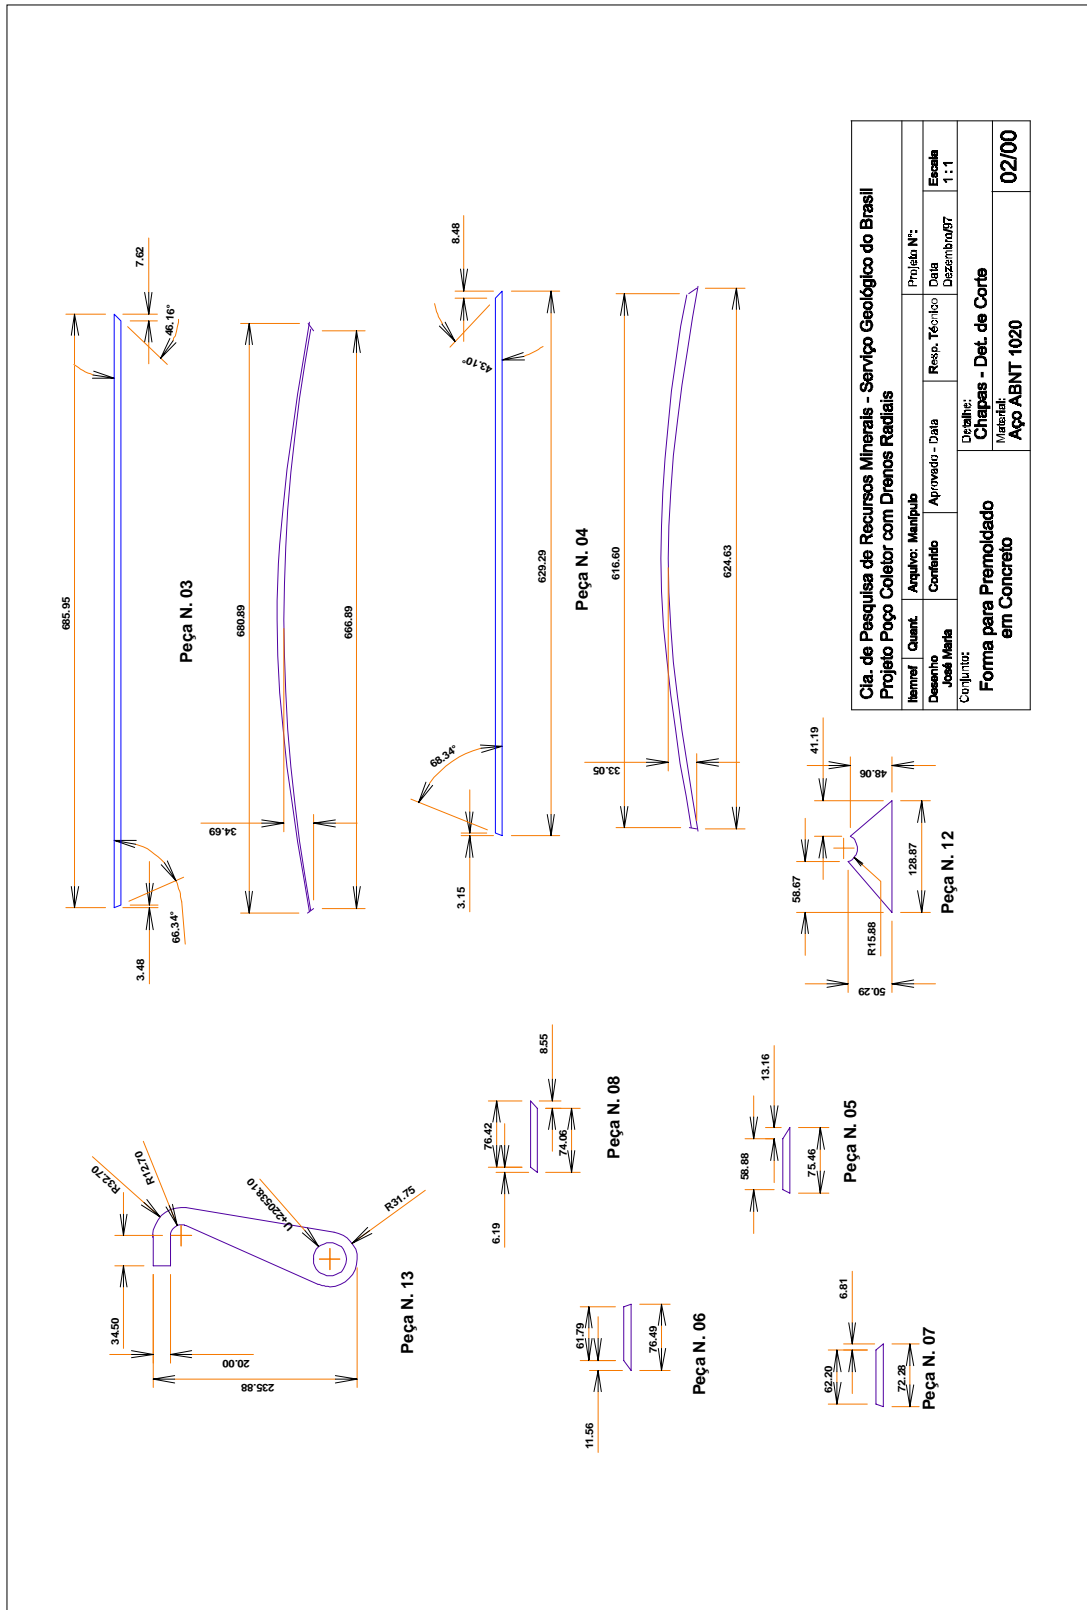 685.95
7.62
46.16°
66.34°
3.48
Peça N. 03
680.89
34.69
666.89
8.48
43.10°
68.34°
3.15
629.29
Peça N. 04
616.60
33.05
624.63
R32.70
R12.70
U+220538.10
R31.75
34.50
20.00
235.88
Peça N. 13
8.55
76.42
74.06
6.19
Peça N. 08
61.79
76.49
11.56
Peça N. 06
13.16
58.88
75.46
Peça N. 05
6.81
62.20
72.28
Peça N. 07
41.19
48.06
58.67
128.87
R15.88
50.29
Peça N. 12
Cia. de Pesquisa de Recursos Minerais - Serviço Geológico do Brasil
Projeto Poço Coletor com Drenos Radiais
Itemref Quant. Arquivo: Manípulo Projeto Nº:
Desenho Conferido Aprovado - Data Resp. Técnico Data Escala
José Maria Dezembro/97 1 : 1
Conjunto: Detalhe:
Forma para Premoldado Chapas - Det. de Corte
em Concreto Material:
Aço ABNT 1020 02/00